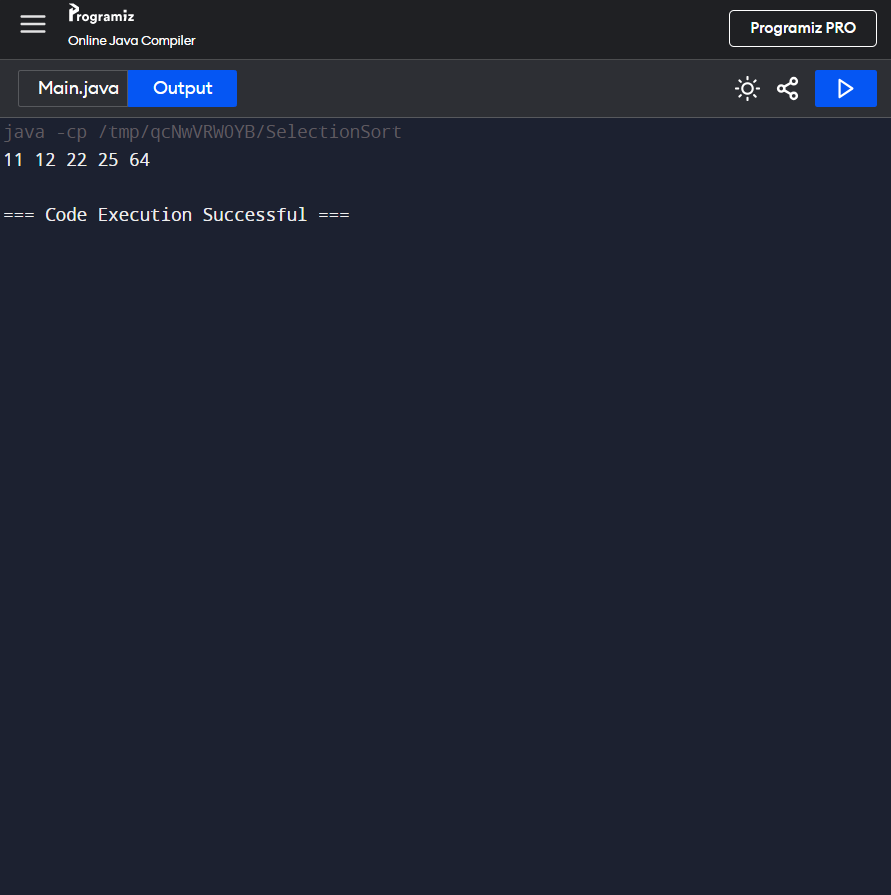 Programiz
Online Java Compiler
Programiz PRO
Main.java
Output
java -cp /tmp/qcNwVRWOYB/SelectionSort
11 12 22 25 64
=== Code Execution Successful ===